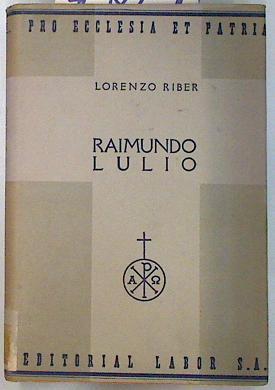 PRO ECCLESIA ET PATRIA
LORENZO RIBER
RAIMUNDO
LULIO
A Ω
EDITORIAL LABOR S.A.